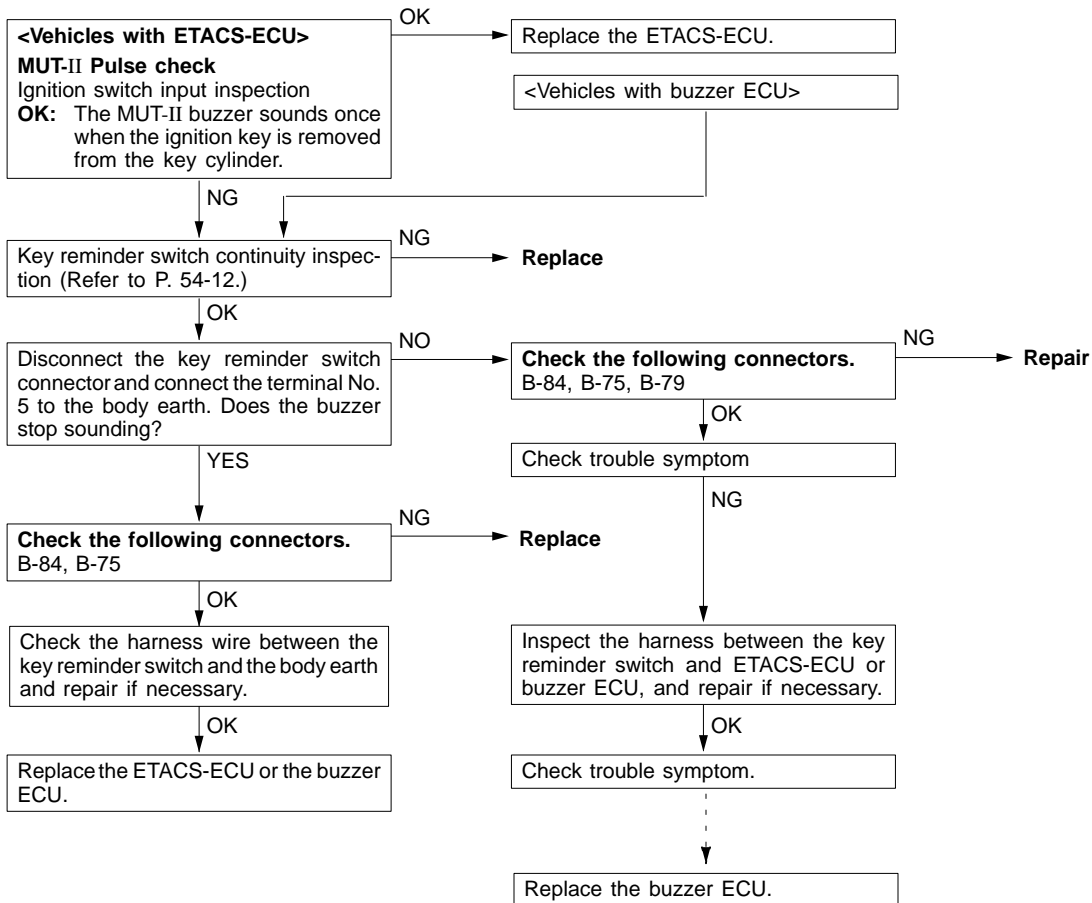 <Vehicles with ETACS-ECU>
MUT-II Pulse check
Ignition switch input inspection
OK: The MUT-II buzzer sounds once
when the ignition key is removed
from the key cylinder.
OK
Replace the ETACS-ECU.
<Vehicles with buzzer ECU>
NG
Key reminder switch continuity inspec-
tion (Refer to P. 54-12.)
NG
Replace
OK
Disconnect the key reminder switch
connector and connect the terminal No.
5 to the body earth. Does the buzzer
stop sounding?
NO
Check the following connectors.
B-84, B-75, B-79
NG
Repair
OK
Check trouble symptom
YES
NG
Check the following connectors.
B-84, B-75
NG
Replace
OK
Check the harness wire between the
key reminder switch and the body earth
and repair if necessary.
Inspect the harness between the key
reminder switch and ETACS-ECU or
buzzer ECU, and repair if necessary.
OK
OK
Replace the ETACS-ECU or the buzzer
ECU.
Check trouble symptom.
Replace the buzzer ECU.